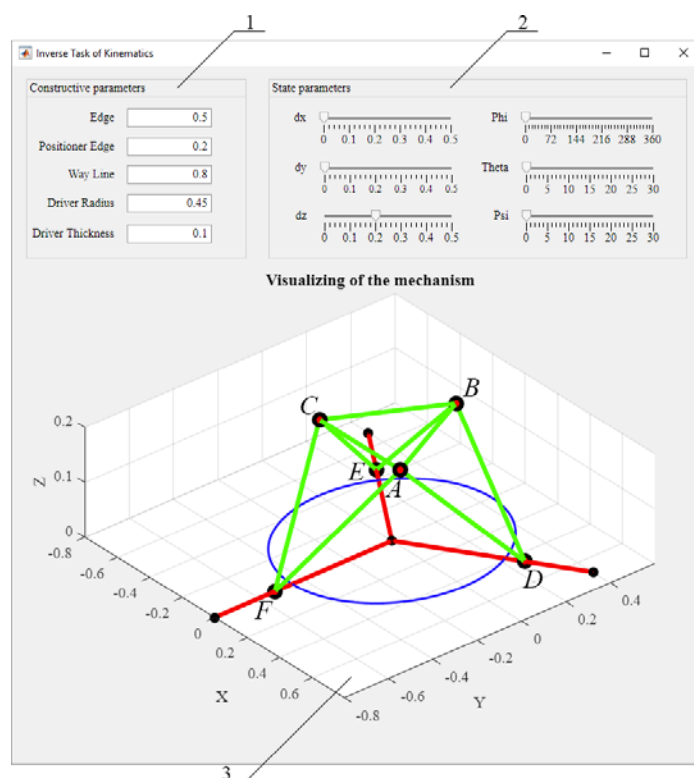 1 2
Inverse Task of Kinematics
Constructive parameters
State parameters
Edge 0.5
Positioner Edge 0.2
Way Line 0.8
Driver Radius 0.45
Driver Thickness 0.1
dx
0 0.1 0.2 0.3 0.4 0.5
Phi
0 72 144 216 288 360
dy
0 0.1 0.2 0.3 0.4 0.5
Theta
0 5 10 15 20 25 30
dz
0 0.1 0.2 0.3 0.4 0.5
Psi
0 5 10 15 20 25 30
Visualizing of the mechanism
B
C
E
A
D
F
Z
0.2
0.1
0
-0.8
-0.6
-0.4
-0.2
0
0.2
0.4
0.6
X
-0.8
-0.6
-0.4
-0.2
0
0.2
0.4
Y
3